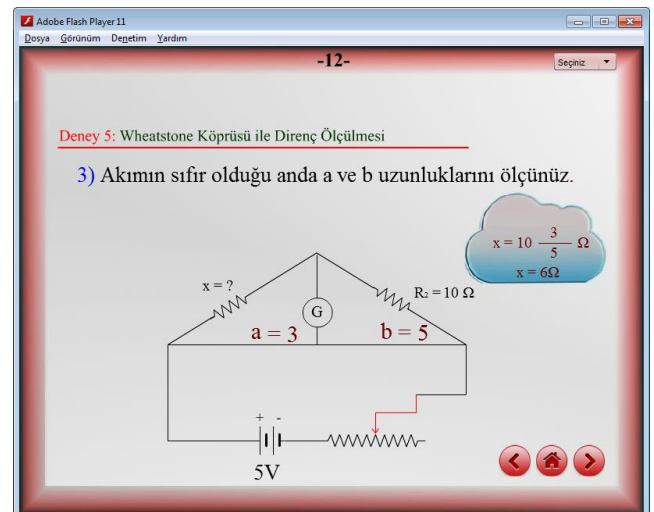 Adobe Flash Player 11
Dosya Görünüm Denetim Yardım
-12-
Seçiniz
Deney 5: Wheatstone Köprüsü ile Direnç Ölçülmesi
3) Akımın sıfır olduğu anda a ve b uzunluklarını ölçünüz.
x = 10 3/5 Ω
x = 6Ω
x = ?
R₂ = 10 Ω
G
a = 3
b = 5
+ -
5V